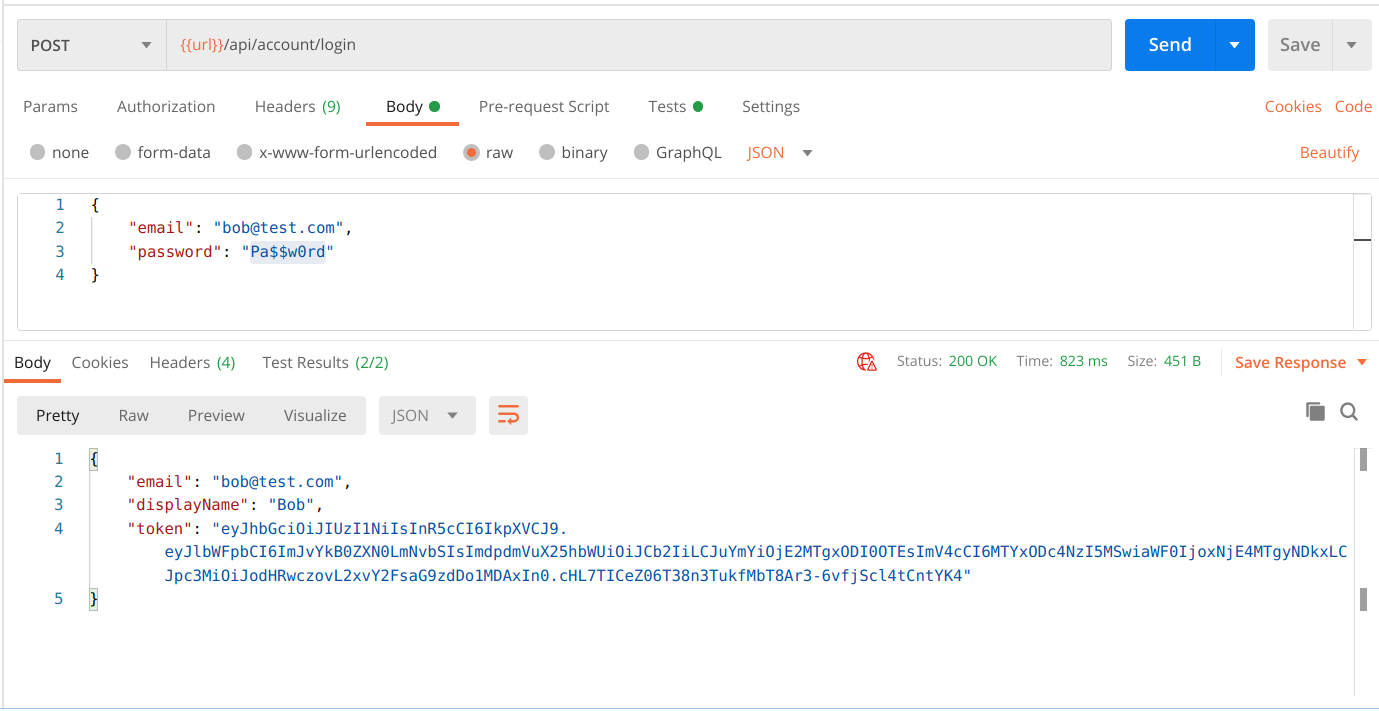 POST {{url}}/api/account/login Send Save
Params Authorization Headers (9) Body Pre-request Script Tests Settings Cookies Code
none form-data x-www-form-urlencoded raw binary GraphQL JSON Beautify
1 {
2 "email": "bob@test.com",
3 "password": "Pa$$w0rd"
4 }
Body Cookies Headers (4) Test Results (2/2) Status: 200 OK Time: 823 ms Size: 451 B Save Response
Pretty Raw Preview Visualize JSON
1 {
2 "email": "bob@test.com",
3 "displayName": "Bob",
4 "token": "eyJhbGciOiJIUzI1NiIsInR5cCI6IkpXVCJ9.
eyJlbWFpbCI6ImJvYkB0ZXN0LmNvbSIsImdpdmVuX25hbWUiOiJCb2IiLCJuYmYiOjE2MTgxODI0OTEsImV4cCI6MTYxODc4NzI5MSwiaWF0IjoxNjE4MTgyNDkxLC
Jpc3MiOiJodHRwczovL2xvY2FsaG9zdDo1MDAxIn0.cHL7TICeZ06T38n3TukfMbT8Ar3-6vfjScl4tCntYK4"
5 }